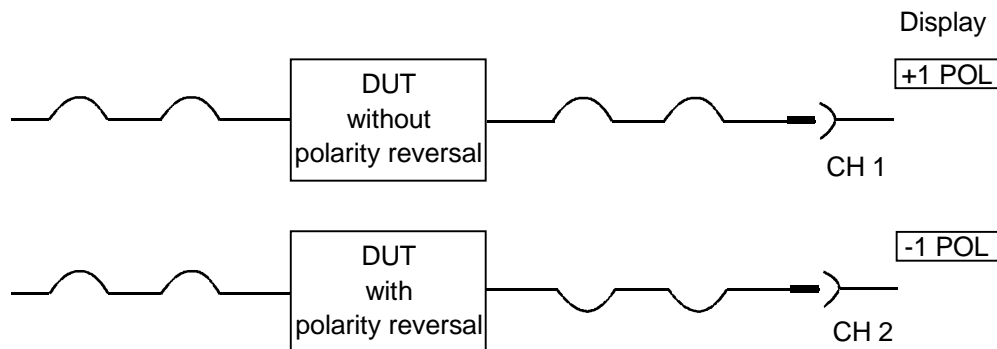 Display
+1 POL
DUT
without
polarity reversal
CH 1
-1 POL
DUT
with
polarity reversal
CH 2